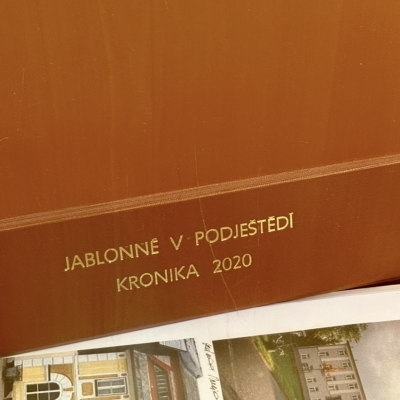 JABLONNÉ V PODJEŠTĚDÍ
KRONIKA 2020